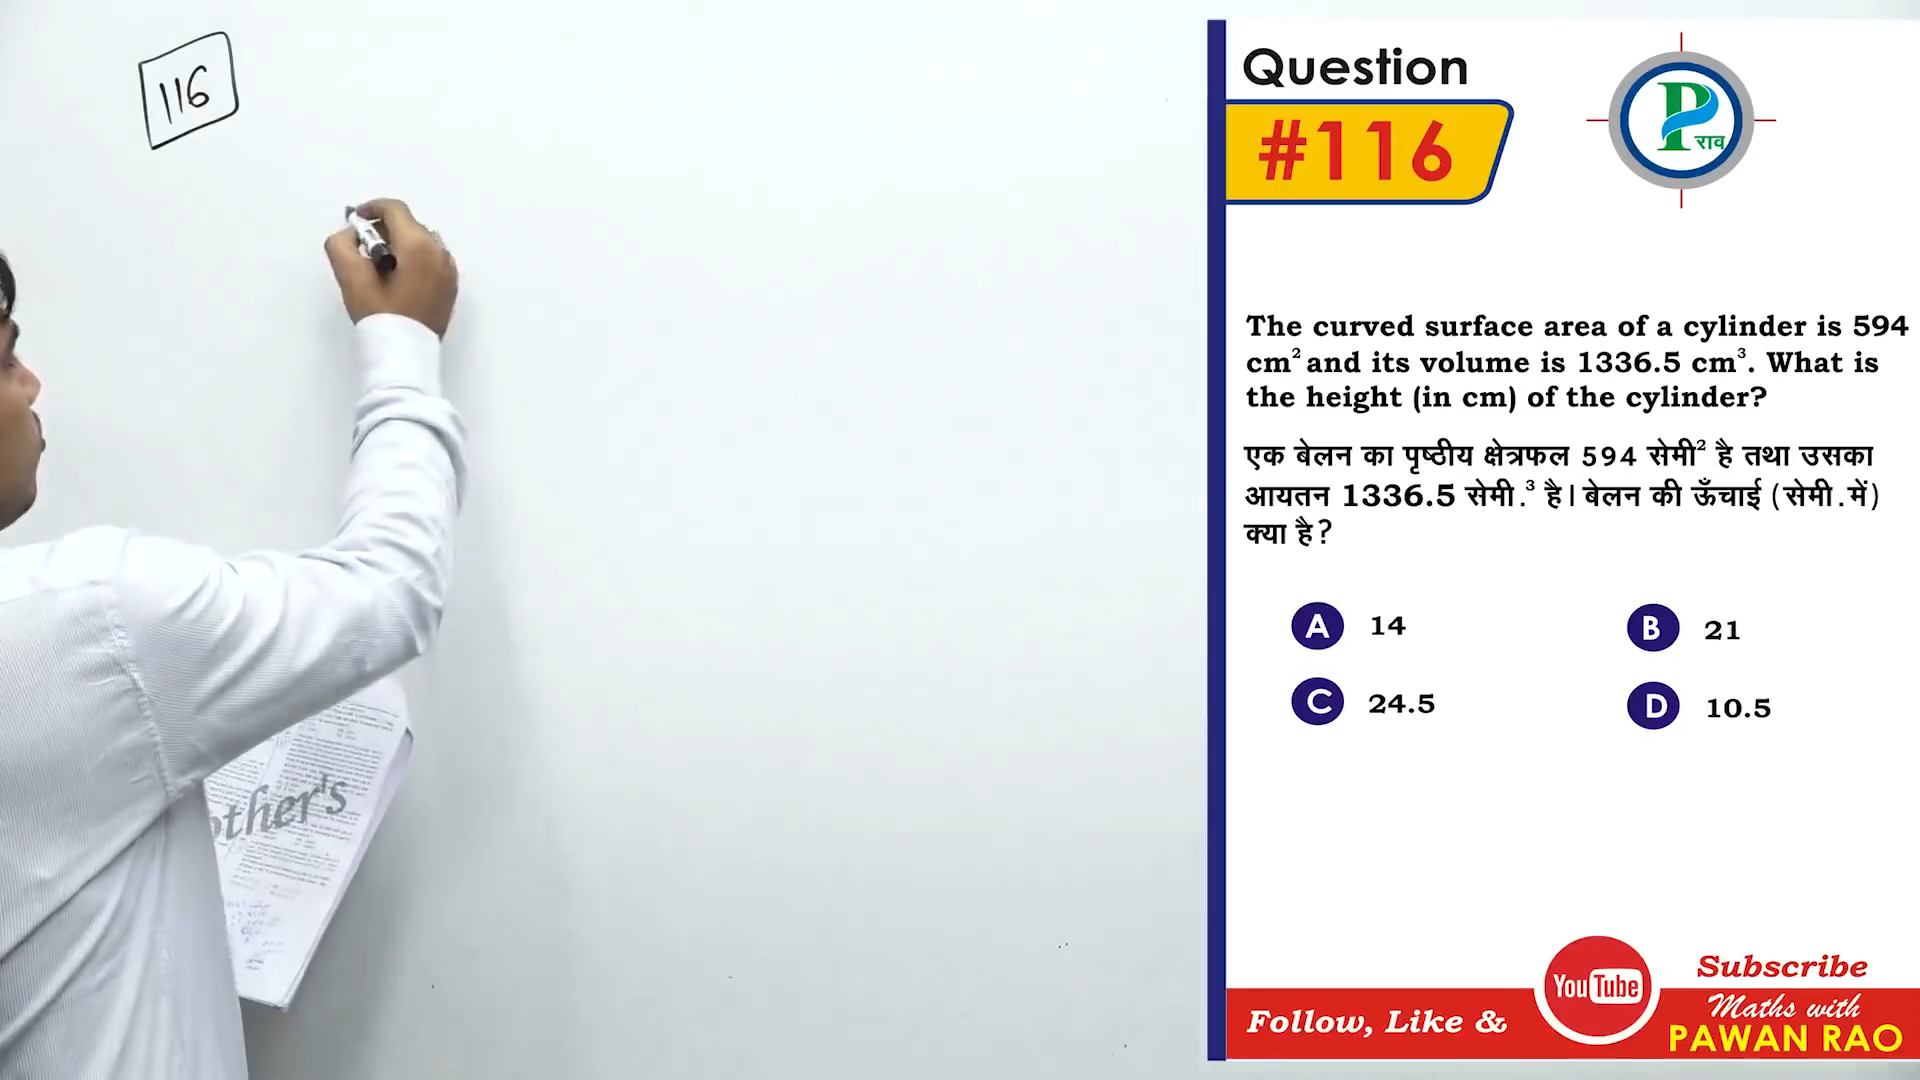 116
Question
#116
P राव
The curved surface area of a cylinder is 594
cm² and its volume is 1336.5 cm³. What is
the height (in cm) of the cylinder?
एक बेलन का पृष्ठीय क्षेत्रफल 594 सेमी² है तथा उसका
आयतन 1336.5 सेमी.³ है। बेलन की ऊँचाई (सेमी.में)
क्या है?
A 14
B 21
C 24.5
D 10.5
other's
Follow, Like &
YouTube
Subscribe
Maths with
PAWAN RAO